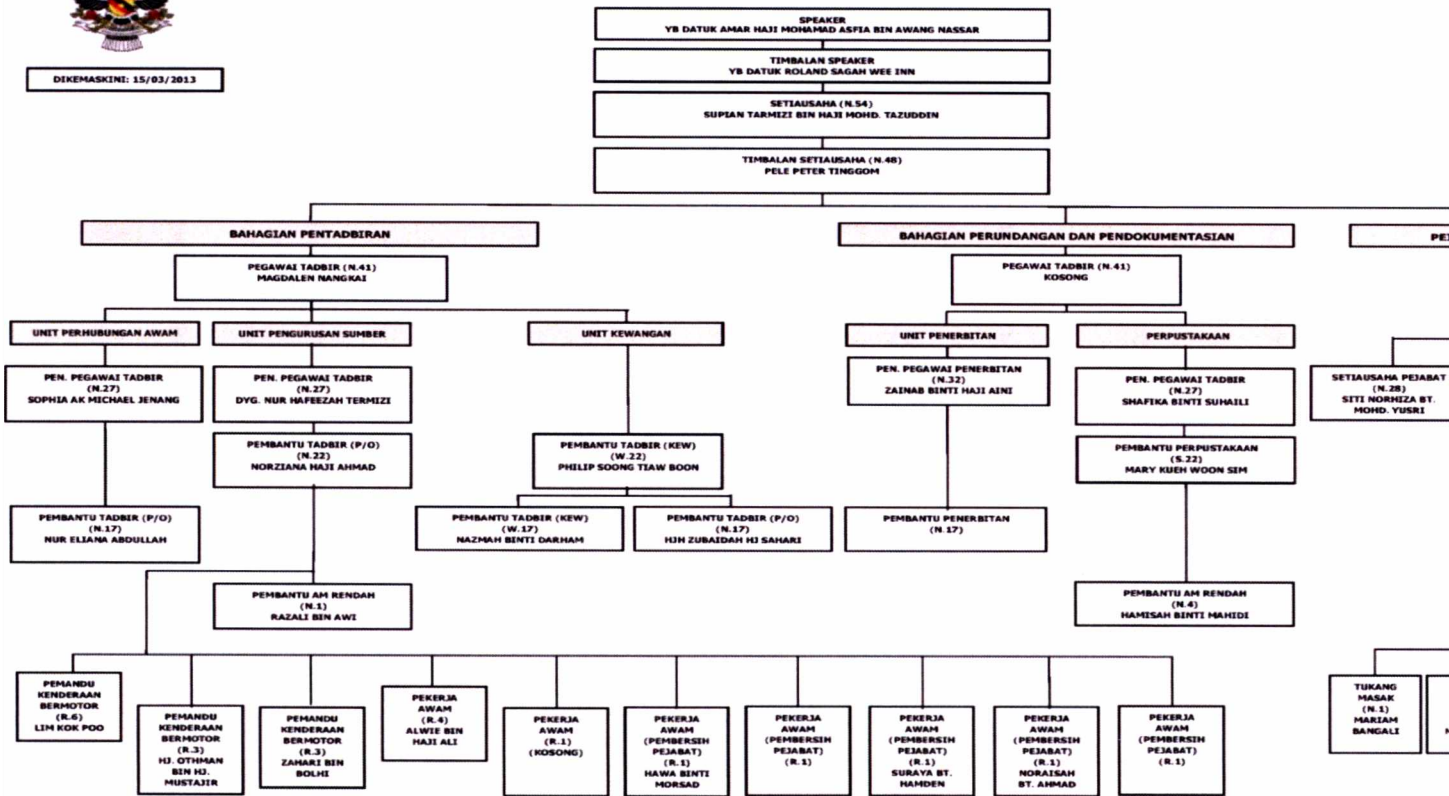 DIKEMASKINI: 15/03/2013
SPEAKER
YB DATUK AMAR HAJI MOHAMAD ASFIA BIN AWANG NASSAR
TIMBALAN SPEAKER
YB DATUK ROLAND SAGAH WEE INN
SETIAUSAHA (N.54)
SUPIAN TARMIZI BIN HAJI MOHD. TAZUDDIN
TIMBALAN SETIAUSAHA (N.48)
PELE PETER TINGGOM
BAHAGIAN PENTADBIRAN
PEGAWAI TADBIR (N.41)
MAGDALEN NANGKAI
UNIT PERHUBUNGAN AWAM
PEN. PEGAWAI TADBIR
(N.27)
SOPHIA AK MICHAEL JENANG
PEMBANTU TADBIR (P/O)
(N.17)
NUR ELIANA ABDULLAH
UNIT PENGURUSAN SUMBER
PEN. PEGAWAI TADBIR
(N.27)
DYG. NUR HAFEEZAH TERMIZI
PEMBANTU TADBIR (P/O)
(N.22)
NORZIANA HAJI AHMAD
PEMBANTU AM RENDAH
(N.1)
RAZALI BIN AWI
UNIT KEWANGAN
PEMBANTU TADBIR (KEW)
(W.22)
PHILIP SOONG TIAW BOON
PEMBANTU TADBIR (KEW)
(W.17)
NAZMAH BINTI DARHAM
PEMBANTU TADBIR (P/O)
(N.17)
HJH ZUBAIDAH HJ SAHARI
PEMANDU
KENDERAAN
BERMOTOR
(R.6)
LIM KOK POO
PEMANDU
KENDERAAN
BERMOTOR
(R.3)
HJ. OTHMAN
BIN HJ.
MUSTAJIR
PEMANDU
KENDERAAN
BERMOTOR
(R.3)
ZAHARI BIN
BOLHI
PEKERJA
AWAM
(R.4)
ALWIE BIN
HAJI ALI
PEKERJA
AWAM
(R.1)
(KOSONG)
PEKERJA
AWAM
(PEMBERSIH
PEJABAT)
(R.1)
HAWA BINTI
MORSAD
PEKERJA
AWAM
(PEMBERSIH
PEJABAT)
(R.1)
PEKERJA
AWAM
(PEMBERSIH
PEJABAT)
(R.1)
SURAYA BT.
HAMDEN
PEKERJA
AWAM
(PEMBERSIH
PEJABAT)
(R.1)
NORAISAH
BT. AHMAD
PEKERJA
AWAM
(PEMBERSIH
PEJABAT)
(R.1)
BAHAGIAN PERUNDANGAN DAN PENDOKUMENTASIAN
PEGAWAI TADBIR (N.41)
KOSONG
UNIT PENERBITAN
PEN. PEGAWAI PENERBITAN
(N.32)
ZAINAB BINTI HAJI AINI
PEMBANTU PENERBITAN
(N.17)
PERPUSTAKAAN
PEN. PEGAWAI TADBIR
(N.27)
SHAFIKA BINTI SUHAILI
PEMBANTU PERPUSTAKAAN
(S.22)
MARY KUEH WOON SIM
PEMBANTU AM RENDAH
(N.4)
HAMISAH BINTI MAHIDI
SETIAUSAHA PEJABAT
(N.28)
SITI NORHIZA BT.
MOHD. YUSRI
TUKANG
MASAK
(N.1)
MARIAM
BANGALI